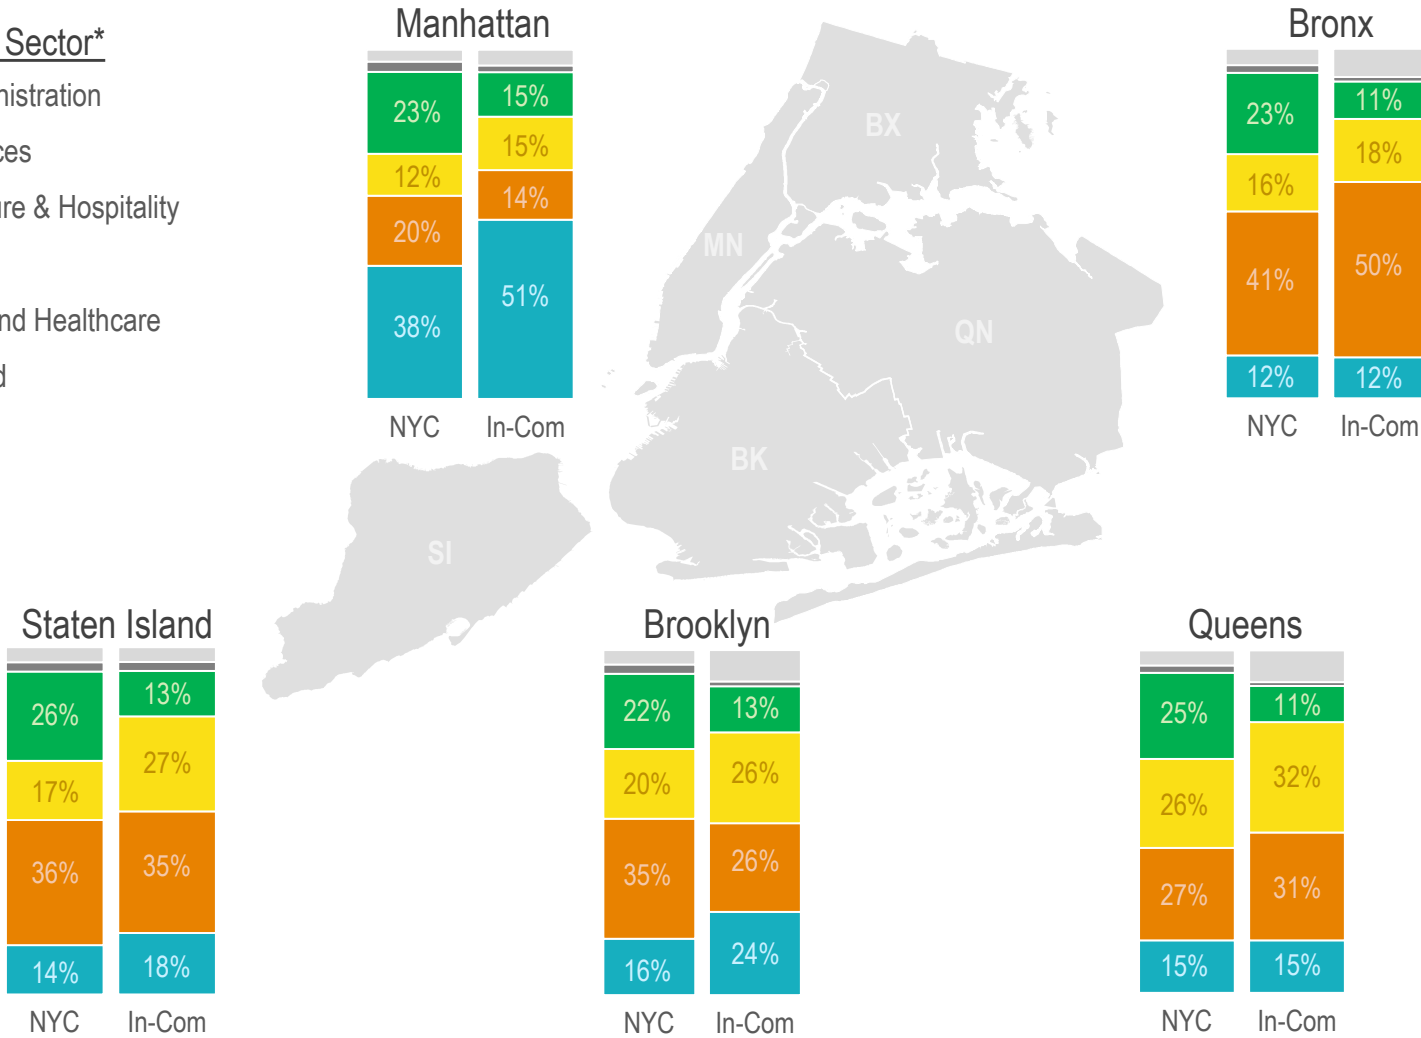 Sector*
nistration
ces
ure & Hospitality
nd Healthcare
d
Manhattan
23%
12%
20%
38%
NYC
15%
15%
14%
51%
In-Com
Bronx
23%
16%
41%
12%
NYC
11%
18%
50%
12%
In-Com
BX
MN
QN
BK
SI
Staten Island
26%
17%
36%
14%
NYC
13%
27%
35%
18%
In-Com
Brooklyn
22%
20%
35%
16%
NYC
13%
26%
26%
24%
In-Com
Queens
25%
26%
27%
15%
NYC
11%
32%
31%
15%
In-Com